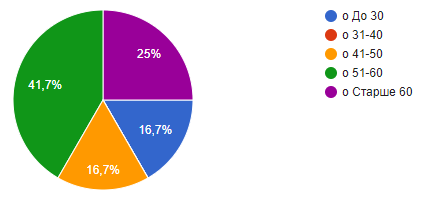 25%
41,7%
16,7%
16,7%
о До 30
о 31-40
о 41-50
о 51-60
о Старше 60